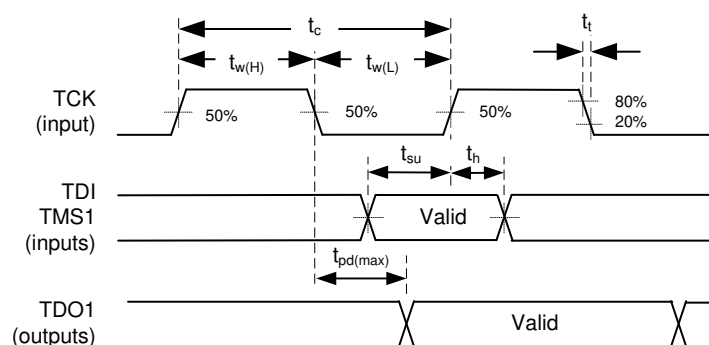 tc
tt
tw(H)
tw(L)
TCK
(input)
50%
50%
50%
80%
20%
tsu
th
TDI
TMS1
(inputs)
Valid
tpd(max)
TDO1
(outputs)
Valid